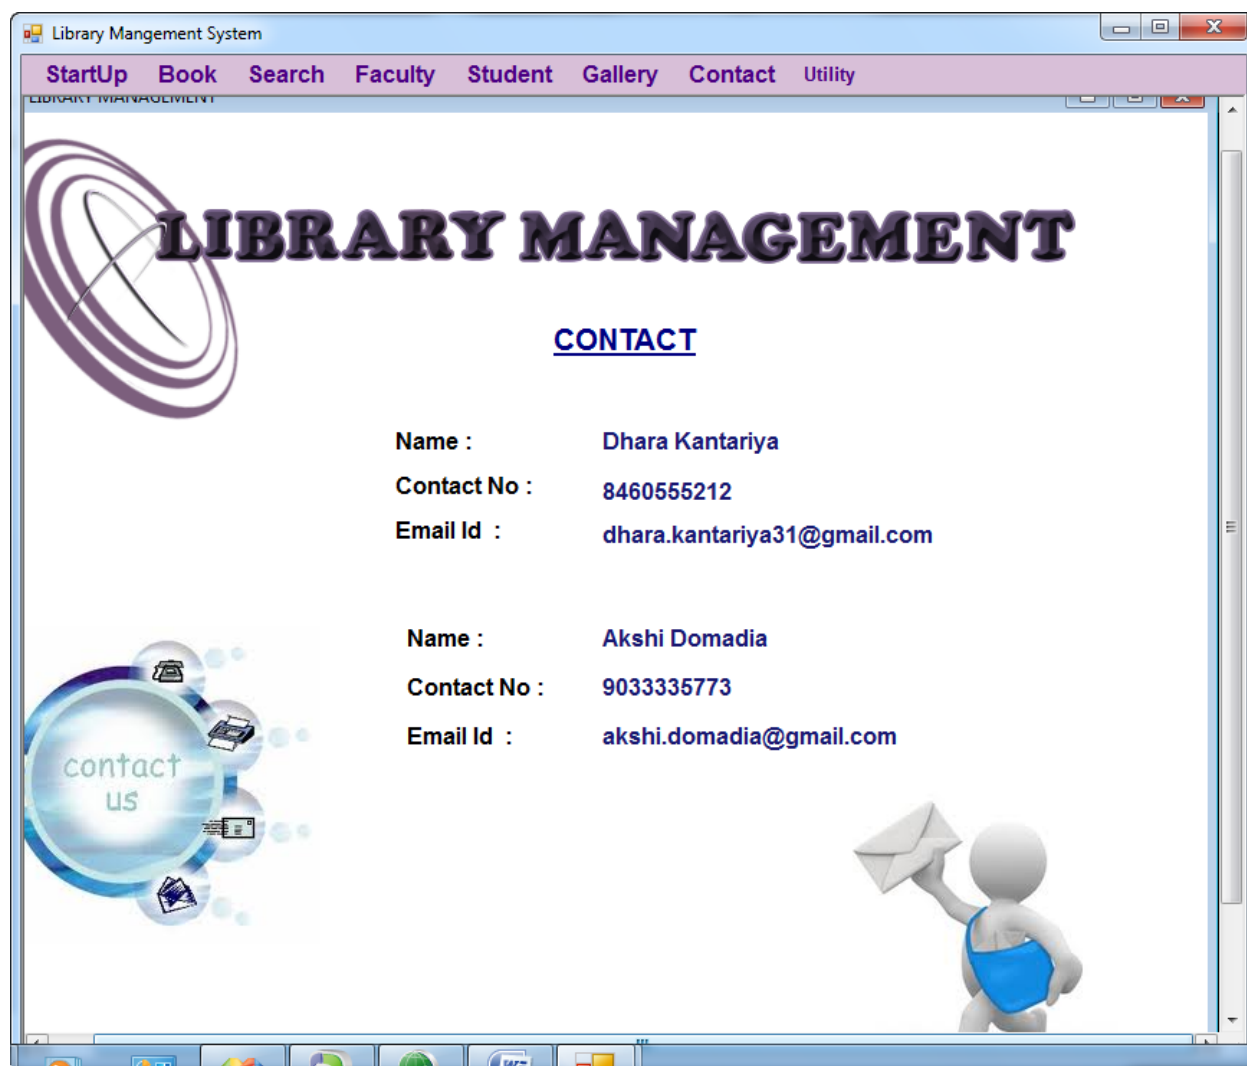 Library Mangement System
StartUp Book Search Faculty Student Gallery Contact Utility
LIBRARY MANAGEMENT
LIBRARY MANAGEMENT
CONTACT
Name : Dhara Kantariya
Contact No : 8460555212
Email Id : dhara.kantariya31@gmail.com
Name : Akshi Domadia
Contact No : 9033335773
Email Id : akshi.domadia@gmail.com
contact
us